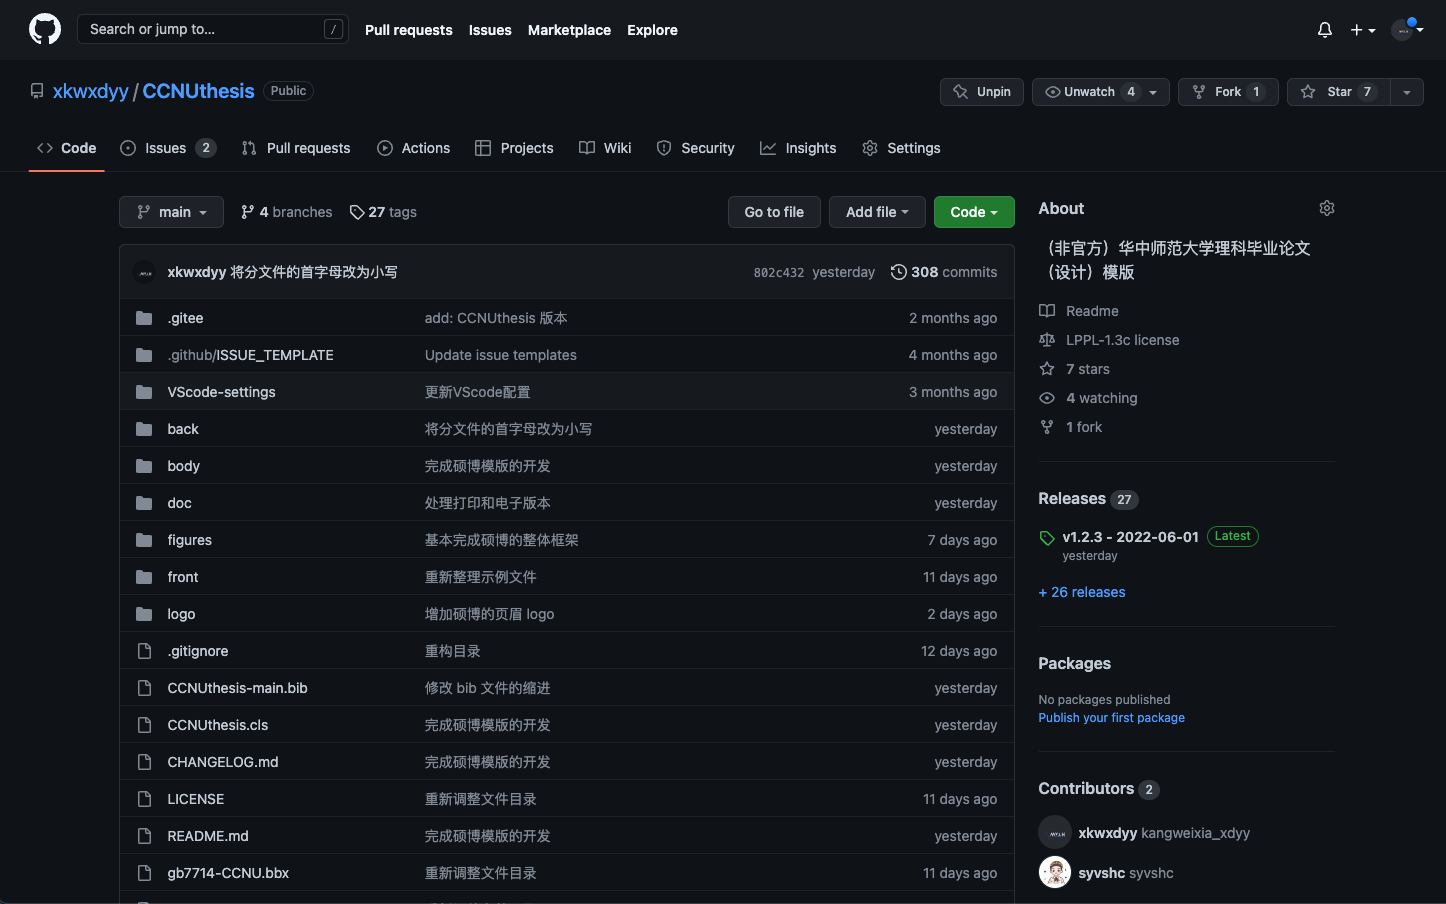 Search or jump to... /
Pull requests Issues Marketplace Explore
xkwxdyy / CCNUthesis Public
Unpin Unwatch 4 Fork 1 Star 7
Code Issues 2 Pull requests Actions Projects Wiki Security Insights Settings
main 4 branches 27 tags Go to file Add file Code
xkwxdyy 将分文件的首字母改为小写 802c432 yesterday 308 commits
.gitee add: CCNUthesis 版本 2 months ago
.github/ISSUE_TEMPLATE Update issue templates 4 months ago
VScode-settings 更新VScode配置 3 months ago
back 将分文件的首字母改为小写 yesterday
body 完成硕博模版的开发 yesterday
doc 处理打印和电子版本 yesterday
figures 基本完成硕博的整体框架 7 days ago
front 重新整理示例文件 11 days ago
logo 增加硕博的页眉 logo 2 days ago
.gitignore 重构目录 12 days ago
CCNUthesis-main.bib 修改 bib 文件的缩进 yesterday
CCNUthesis.cls 完成硕博模版的开发 yesterday
CHANGELOG.md 完成硕博模版的开发 yesterday
LICENSE 重新调整文件目录 11 days ago
README.md 完成硕博模版的开发 yesterday
gb7714-CCNU.bbx 重新调整文件目录 11 days ago
About
（非官方）华中师范大学理科毕业论文
（设计）模版
Readme
LPPL-1.3c license
7 stars
4 watching
1 fork
Releases 27
v1.2.3 - 2022-06-01 Latest
yesterday
+ 26 releases
Packages
No packages published
Publish your first package
Contributors 2
xkwxdyy kangweixia_xdyy
syvshc syvshc